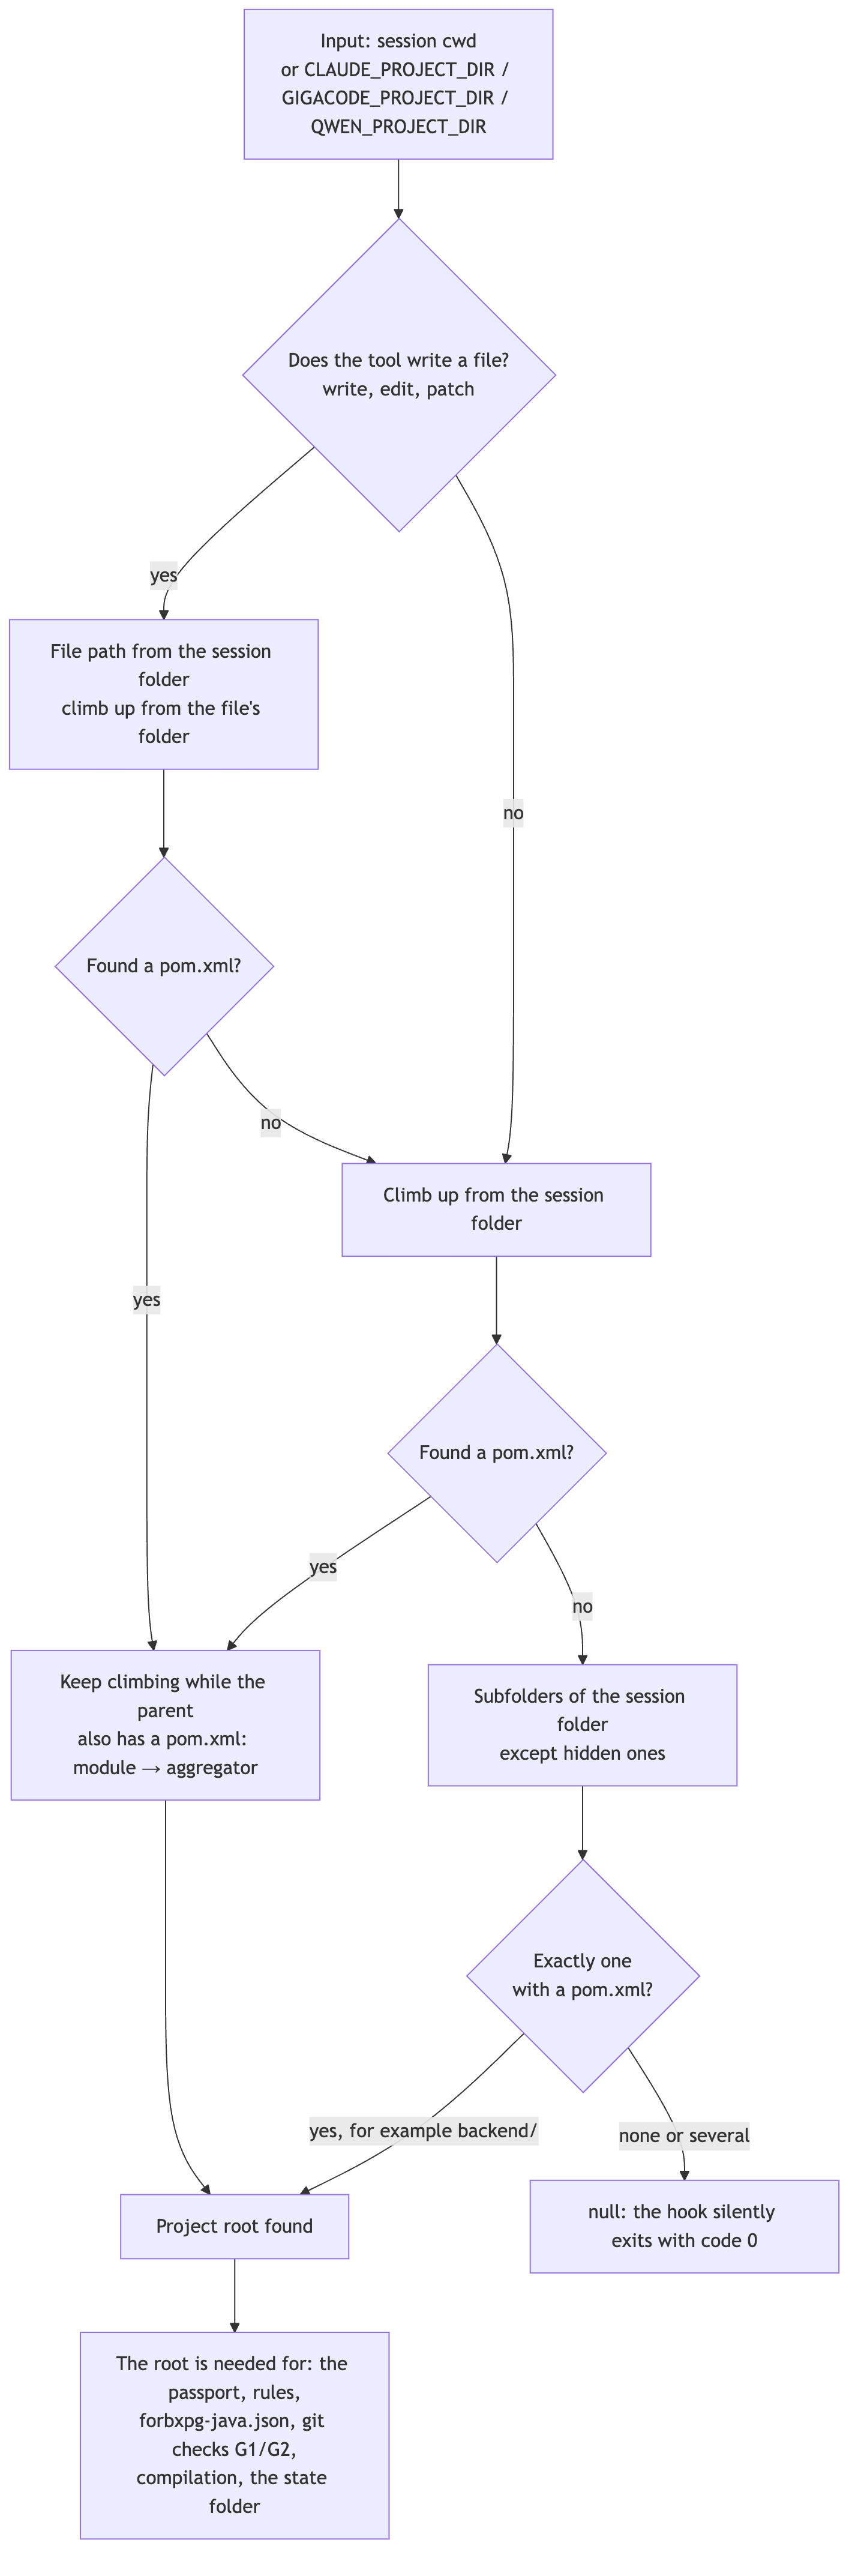 Input: session cwd
or CLAUDE_PROJECT_DIR /
GIGACODE_PROJECT_DIR /
QWEN_PROJECT_DIR
Does the tool write a file?
write, edit, patch
yes
File path from the session
folder
climb up from the file's
folder
no
Found a pom.xml?
no
Climb up from the session
folder
yes
Found a pom.xml?
yes
no
Keep climbing while the
parent
also has a pom.xml:
module → aggregator
Subfolders of the session
folder
except hidden ones
Exactly one
with a pom.xml?
yes, for example backend/
none or several
Project root found
null: the hook silently
exits with code 0
The root is needed for: the
passport, rules,
forbxpg-java.json, git
checks G1/G2,
compilation, the state
folder